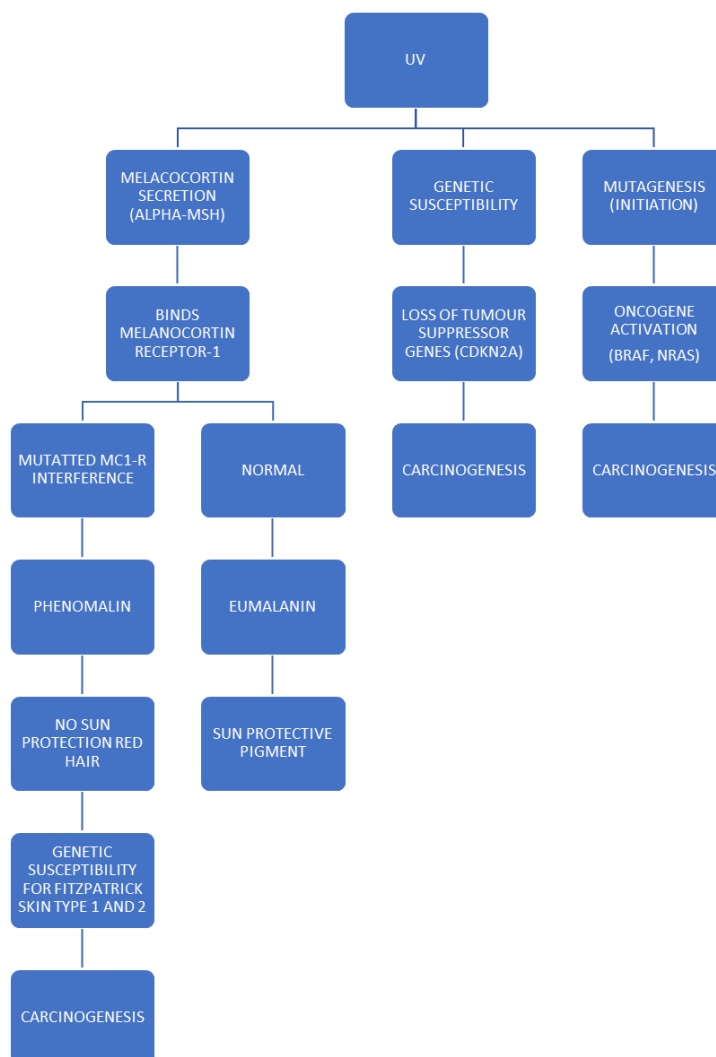 UV
MELACOCORTIN
SECRETION
(ALPHA-MSH)
GENETIC
SUSCEPTIBILITY
MUTAGENESIS
(INITIATION)
BINDS
MELANOCORTIN
RECEPTOR-1
LOSS OF TUMOUR
SUPPRESSOR
GENES (CDKN2A)
ONCOGENE
ACTIVATION
(BRAF, NRAS)
MUTATTED MC1-R
INTERFERENCE
NORMAL
CARCINOGENESIS
CARCINOGENESIS
PHENOMALIN
EUMALANIN
NO SUN
PROTECTION RED
HAIR
SUN PROTECTIVE
PIGMENT
GENETIC
SUSCEPTIBILITY
FOR FITZPATRICK
SKIN TYPE 1 AND 2
CARCINOGENESIS